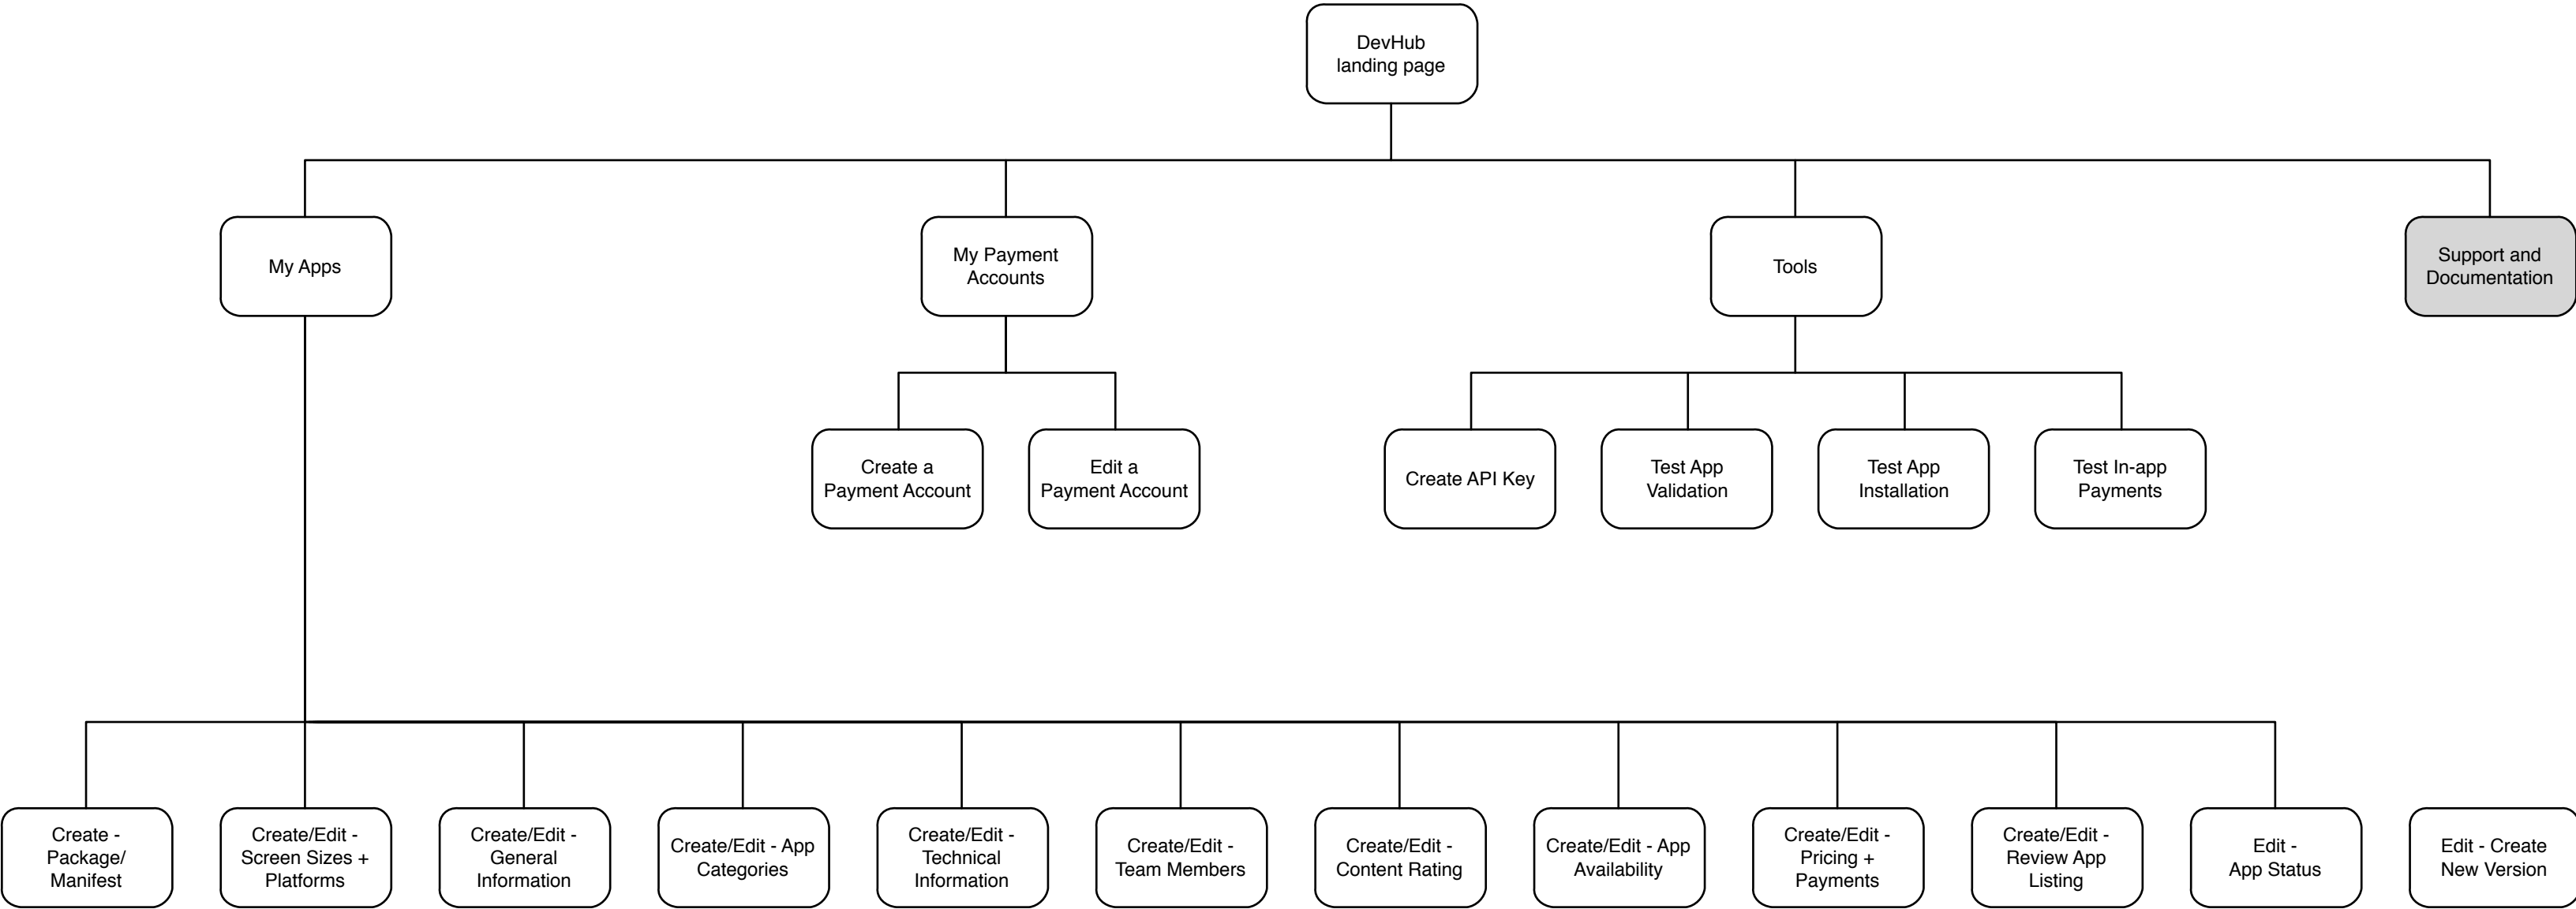 DevHub
landing page
My Apps
My Payment
Accounts
Tools
Support and
Documentation
Create a
Payment Account
Edit a
Payment Account
Create API Key
Test App
Validation
Test App
Installation
Test In-app
Payments
Create -
Package/
Manifest
Create/Edit -
Screen Sizes +
Platforms
Create/Edit -
General
Information
Create/Edit - App
Categories
Create/Edit -
Technical
Information
Create/Edit -
Team Members
Create/Edit -
Content Rating
Create/Edit - App
Availability
Create/Edit -
Pricing +
Payments
Create/Edit -
Review App
Listing
Edit -
App Status
Edit - Create
New Version